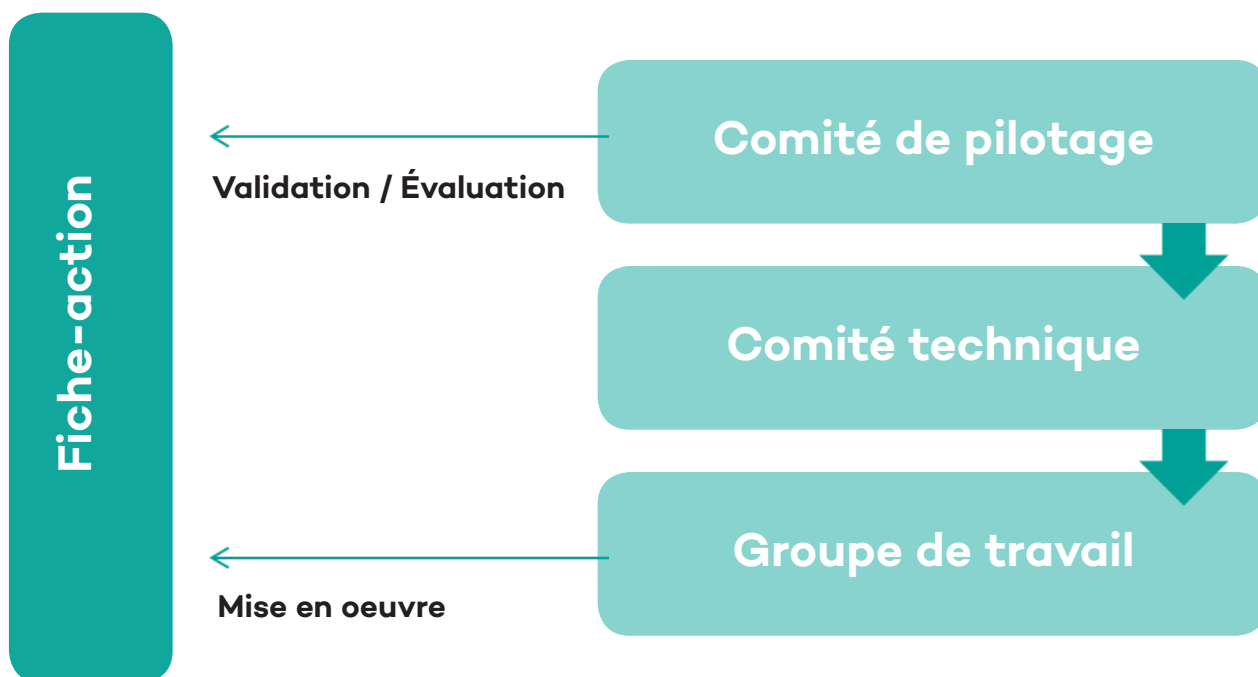 Fiche-action
Comité de pilotage
Validation / Évaluation
Comité technique
Groupe de travail
Mise en oeuvre